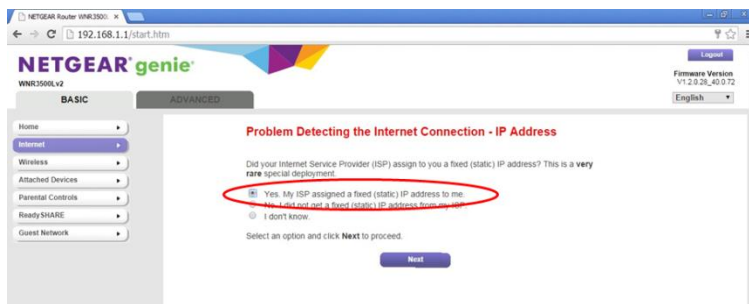 NETGEAR Router WNR3500L
192.168.1.1/start.htm
NETGEAR genie
Logout
WNR3500Lv2
Firmware Version
V1.2.0.26_40.0.72
BASIC
ADVANCED
English
Home
Internet
Wireless
Attached Devices
Parental Controls
ReadySHARE
Guest Network
Problem Detecting the Internet Connection - IP Address
Did your Internet Service Provider (ISP) assign to you a fixed (static) IP address? This is a very
rare special deployment.
Yes. My ISP assigned a fixed (static) IP address to me.
No. I did not get a fixed (static) IP address from my ISP.
I don't know.
Select an option and click Next to proceed.
Next